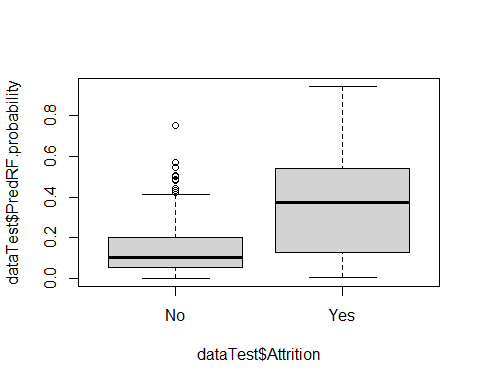 dataTest$PredRF.probability
0.8
0.6
0.4
0.2
0.0
No
Yes
dataTest$Attrition